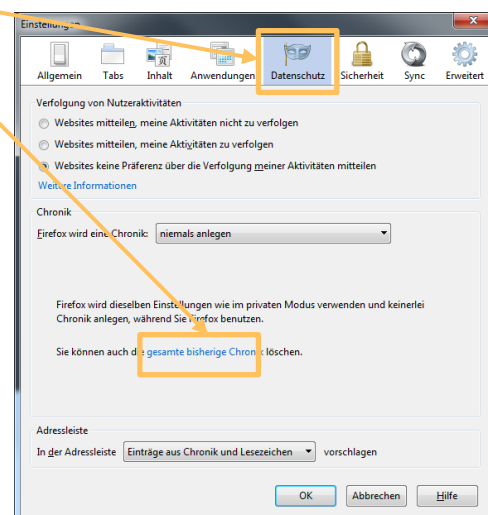 Einstellungen
Allgemein Tabs Inhalt Anwendungen Datenschutz Sicherheit Sync Erweitert
Verfolgung von Nutzeraktivitäten
Websites mitteilen, meine Aktivitäten nicht zu verfolgen
Websites mitteilen, meine Aktivitäten zu verfolgen
Websites keine Präferenz über die Verfolgung meiner Aktivitäten mitteilen
Weitere Informationen
Chronik
Firefox wird eine Chronik: niemals anlegen
Firefox wird dieselben Einstellungen wie im privaten Modus verwenden und keinerlei
Chronik anlegen, während Sie Firefox benutzen.
Sie können auch die gesamte bisherige Chronik löschen.
Adressleiste
In der Adressleiste Einträge aus Chronik und Lesezeichen vorschlagen
OK Abbrechen Hilfe